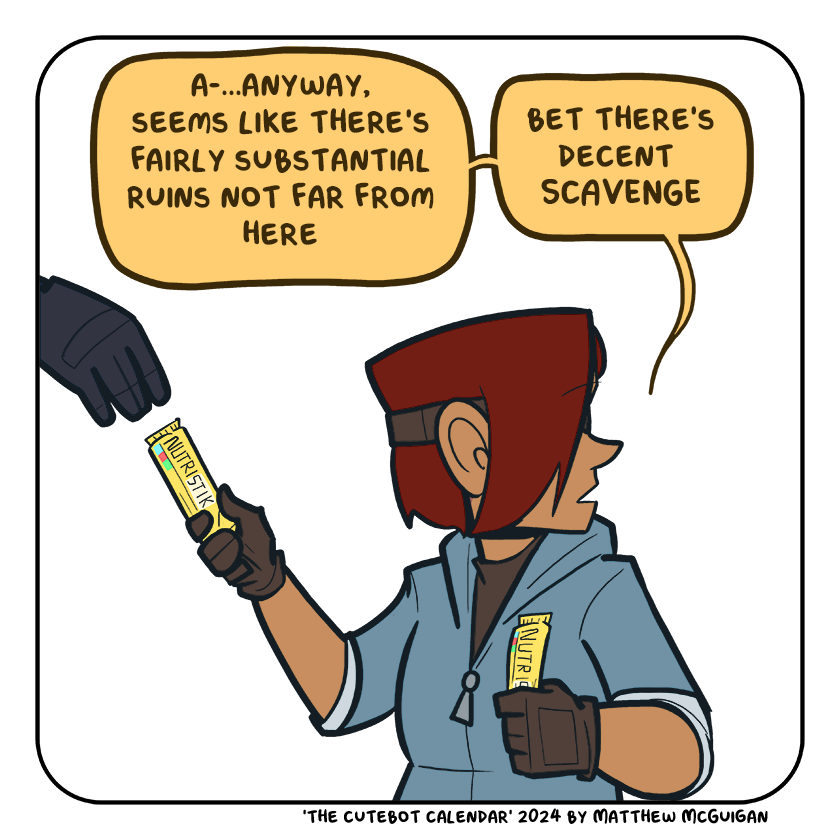 A-...ANYWAY,
SEEMS LIKE THERE'S
FAIRLY SUBSTANTIAL
RUINS NOT FAR FROM
HERE
BET THERE'S
DECENT
SCAVENGE
NUTRISTIK
NUTRIS
'THE CUTEBOT CALENDAR' 2024 BY MATTHEW MCGUIGAN